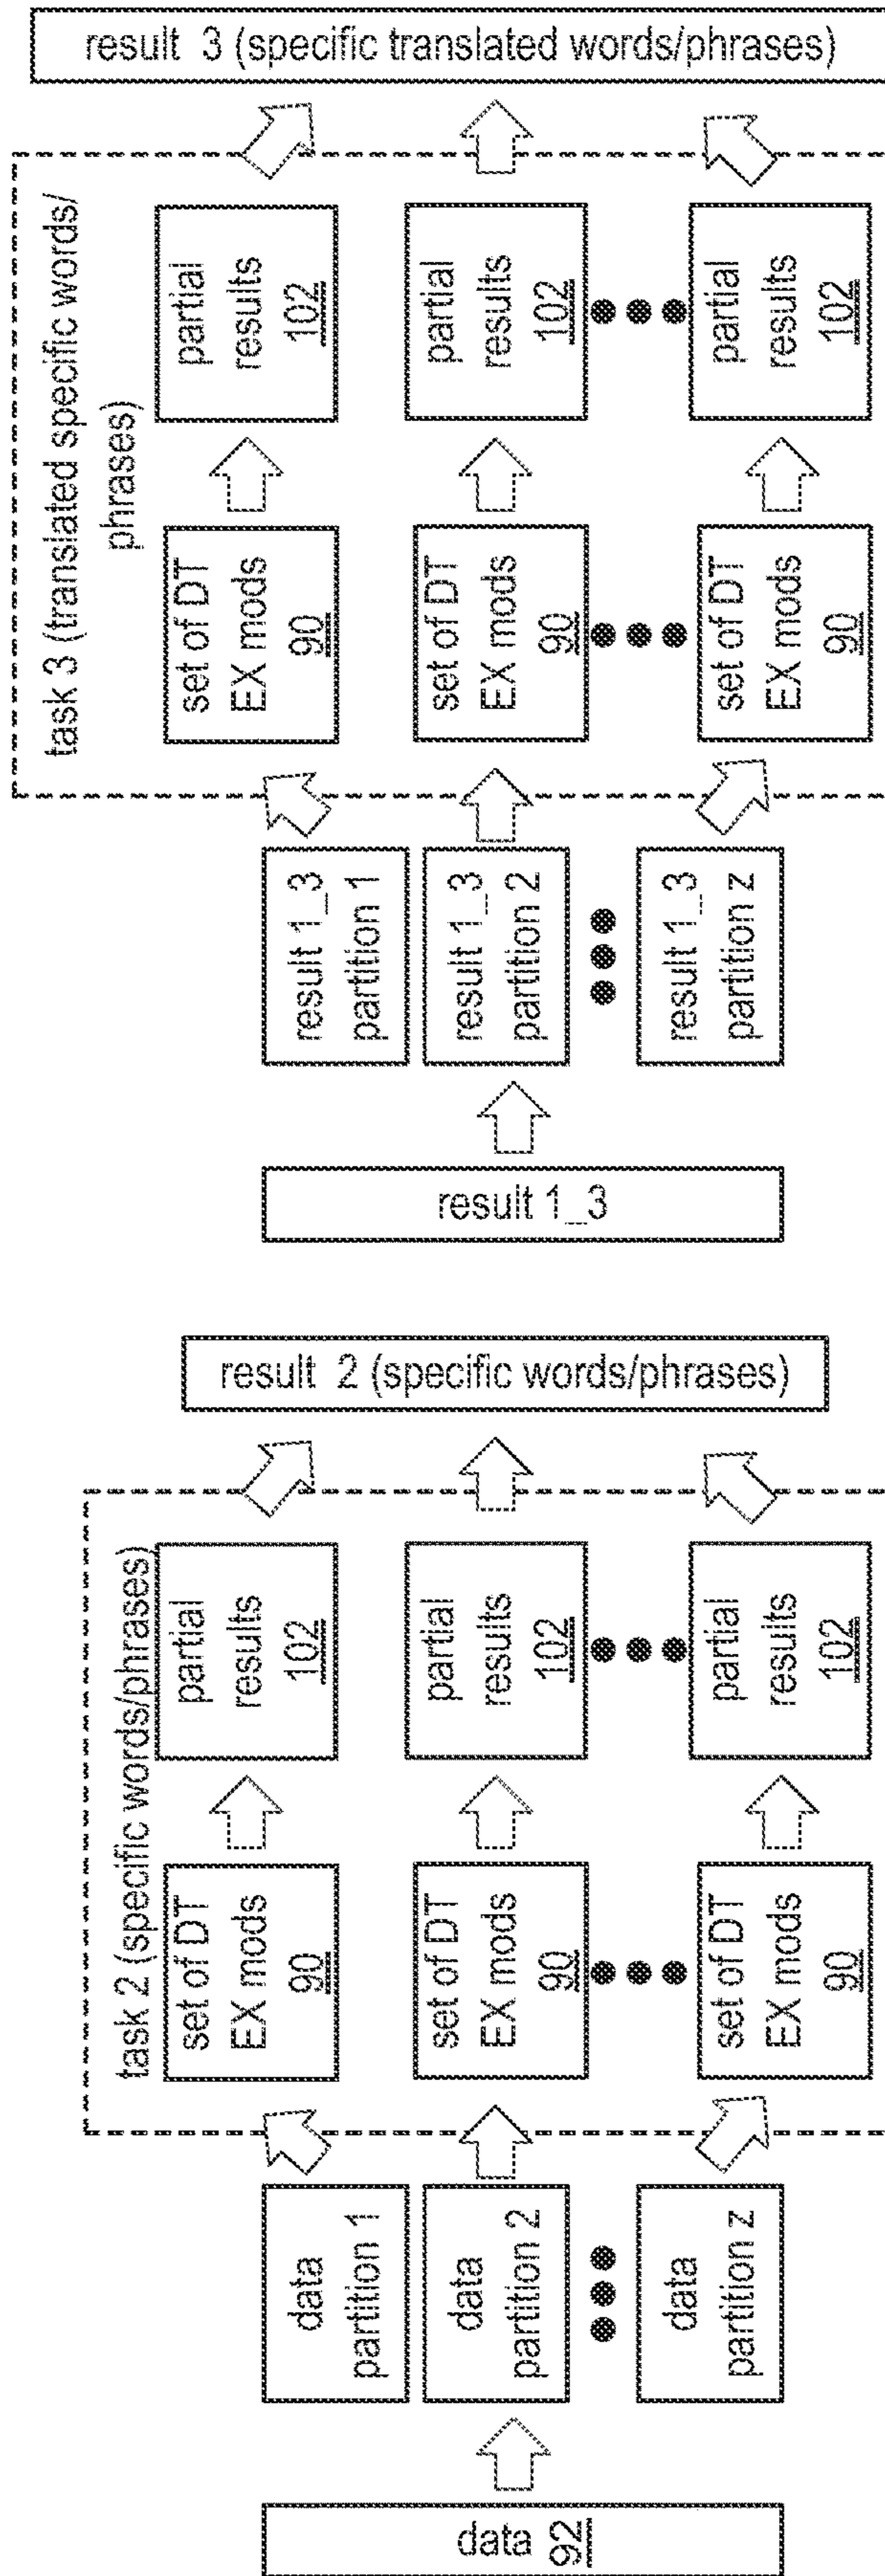 data 92
data
partition 1
data
partition 2
data
partition z
task 2 (specific words/phrases)
set of DT
EX mods
90
partial
results
102
set of DT
EX mods
90
partial
results
102
set of DT
EX mods
90
partial
results
102
result 2 (specific words/phrases)
result 1_3
result 1_3
partition 1
result 1_3
partition 2
result 1_3
partition z
task 3 (translated specific words/
phrases)
set of DT
EX mods
90
partial
results
102
set of DT
EX mods
90
partial
results
102
set of DT
EX mods
90
partial
results
102
result 3 (specific translated words/phrases)